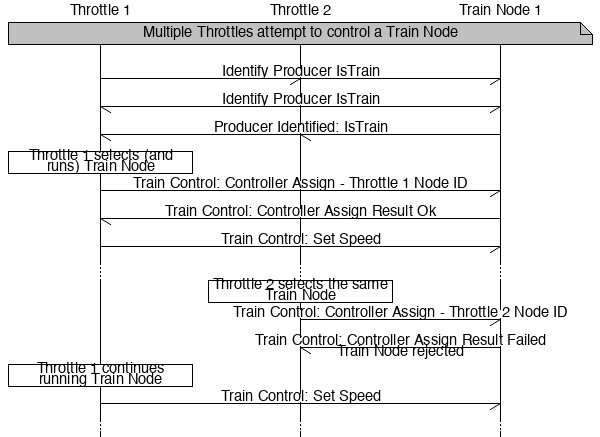 Throttle 1 Throttle 2 Train Node 1
Multiple Throttles attempt to control a Train Node
Identify Producer IsTrain
Identify Producer IsTrain
Producer Identified: IsTrain
Throttle 1 selects (and
runs) Train Node
Train Control: Controller Assign - Throttle 1 Node ID
Train Control: Controller Assign Result Ok
Train Control: Set Speed
Throttle 2 selects the same
Train Node
Train Control: Controller Assign - Throttle 2 Node ID
Train Control: Controller Assign Result Failed
Train Node rejected
Throttle 1 continues
running Train Node
Train Control: Set Speed